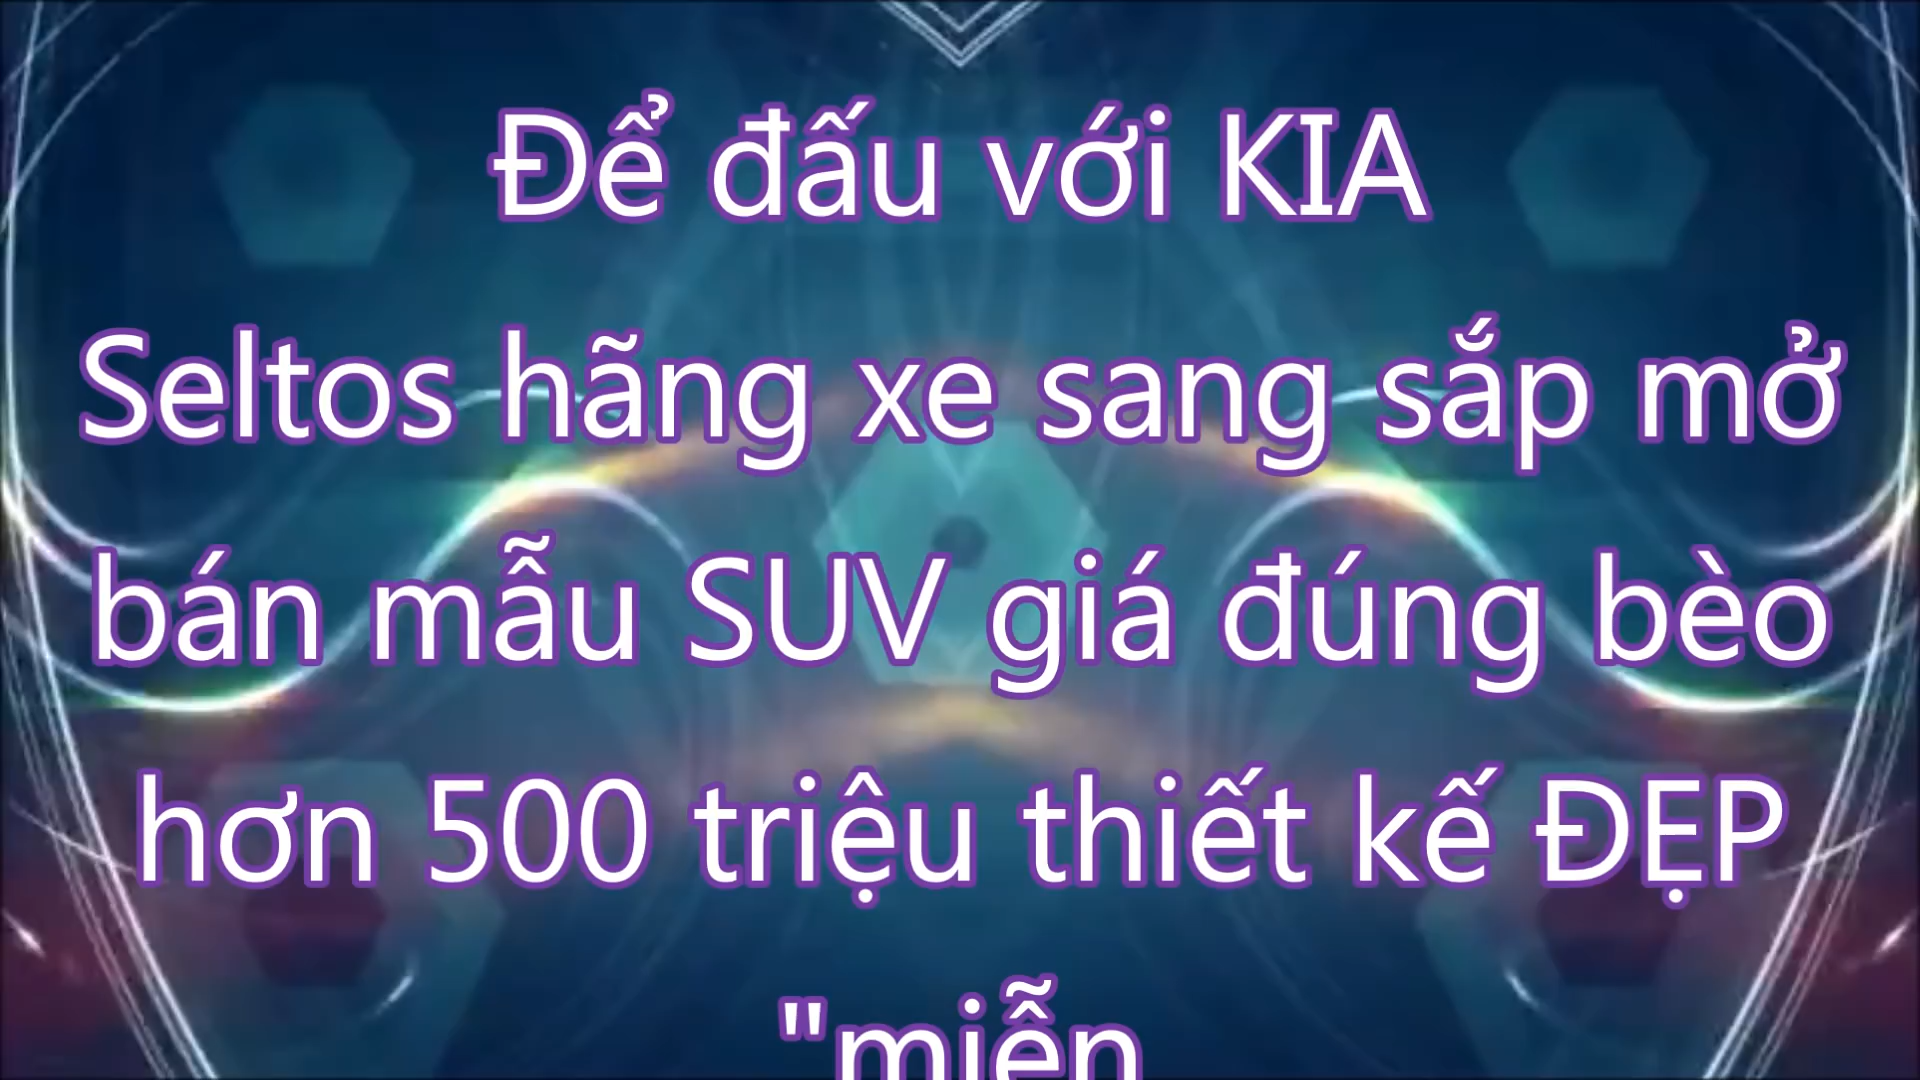 Để đấu với KIA
Seltos hãng xe sang sắp mở
bán mẫu SUV giá đúng bèo
hơn 500 triệu thiết kế ĐẸP
"miễn